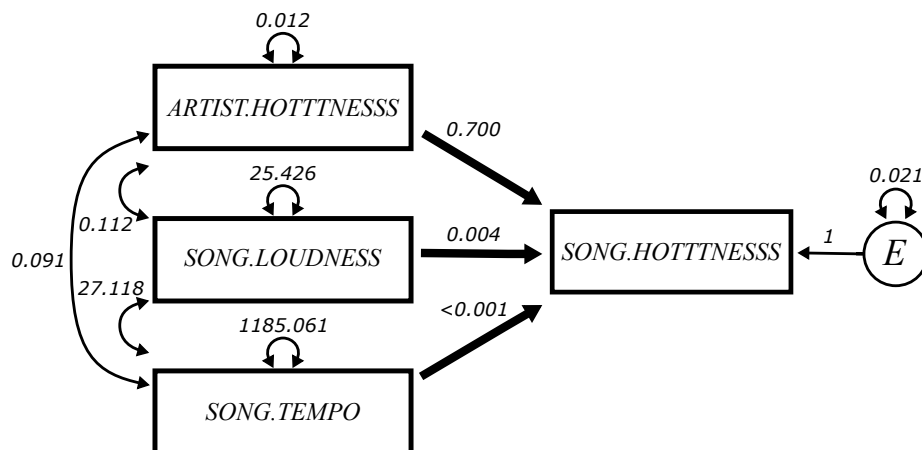 0.012
ARTIST.HOTTTNESSS
0.700
25.426
0.021
0.112
SONG.LOUDNESS
0.004
SONG.HOTTTNESSS
1
E
0.091
27.118
<0.001
1185.061
SONG.TEMPO